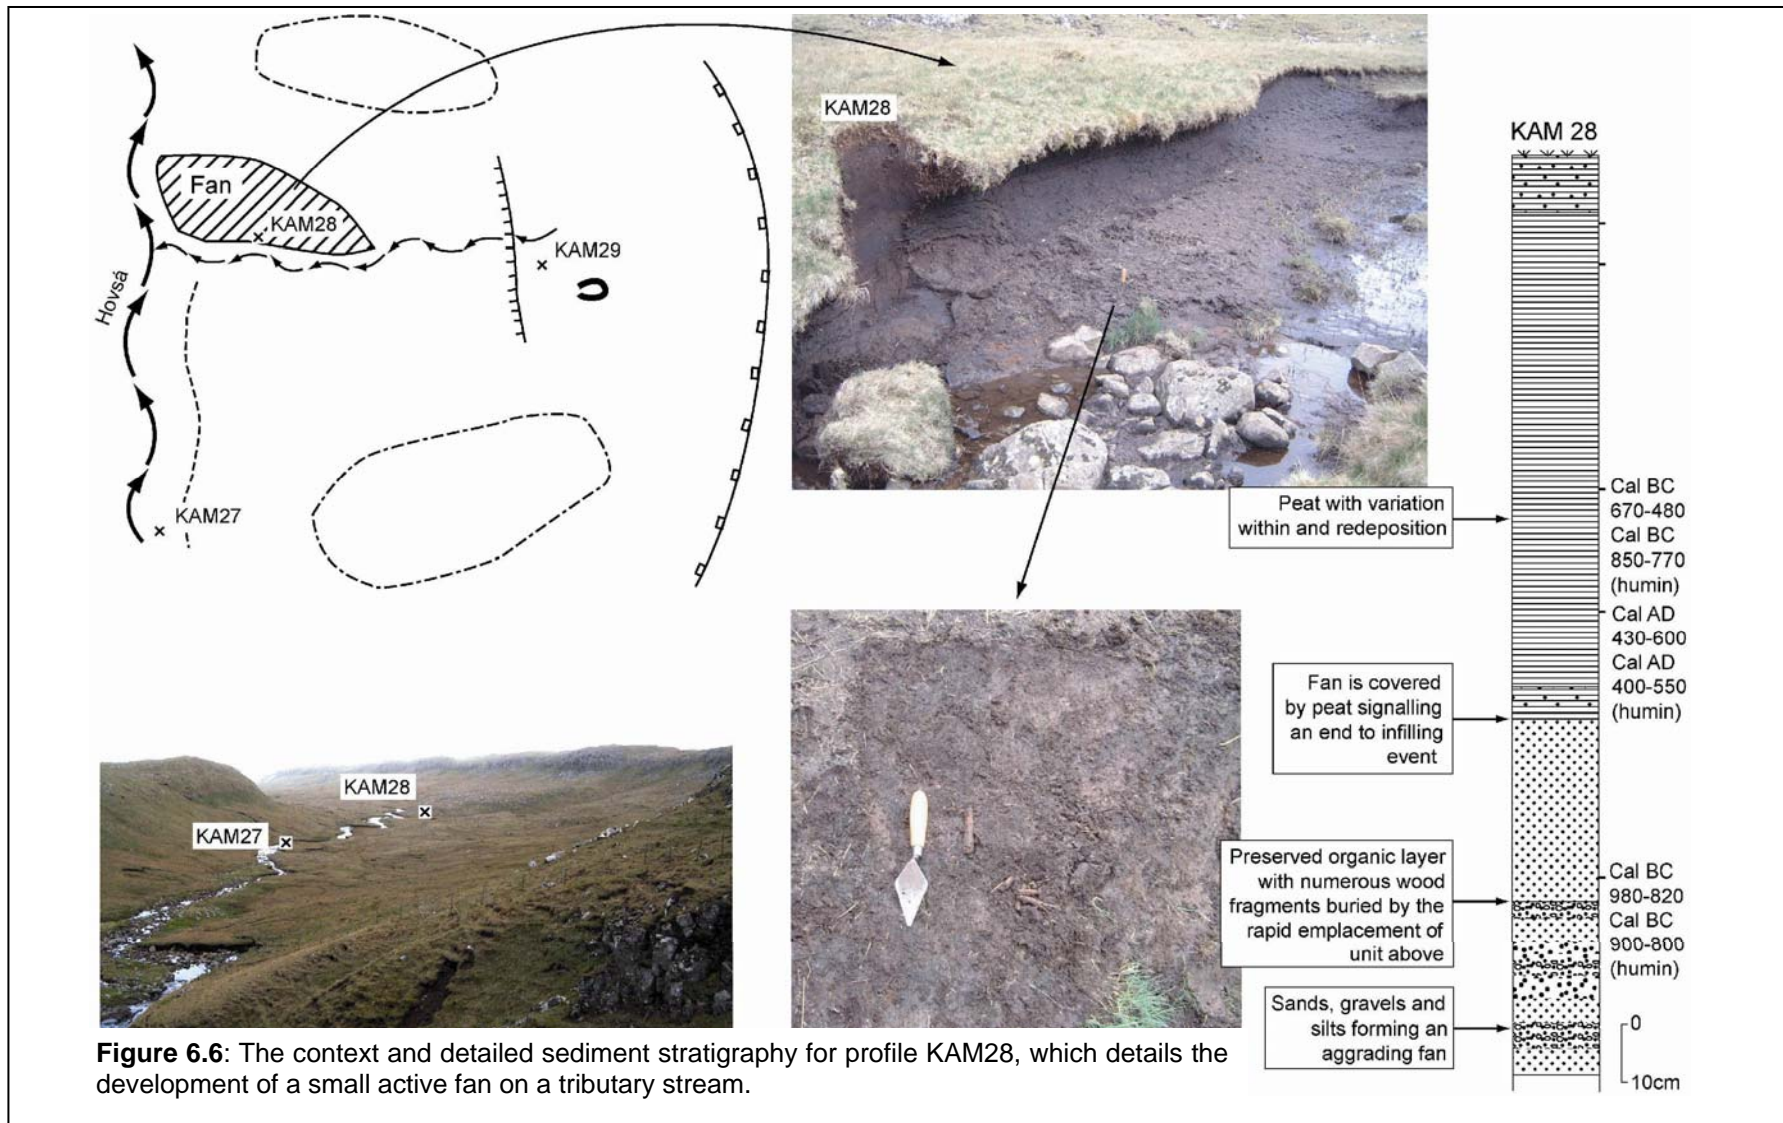 Fan
KAM28
KAM29
Hovsá
KAM27
KAM28
KAM28
KAM27
KAM 28
Peat with variation
within and redeposition
Fan is covered
by peat signalling
an end to infilling
event
Preserved organic layer
with numerous wood
fragments buried by the
rapid emplacement of
unit above
Sands, gravels and
silts forming an
aggrading fan
Cal BC
670-480
Cal BC
850-770
(humin)
Cal AD
430-600
Cal AD
400-550
(humin)
Cal BC
980-820
Cal BC
900-800
(humin)
0
10cm
Figure 6.6: The context and detailed sediment stratigraphy for profile KAM28, which details the
development of a small active fan on a tributary stream.